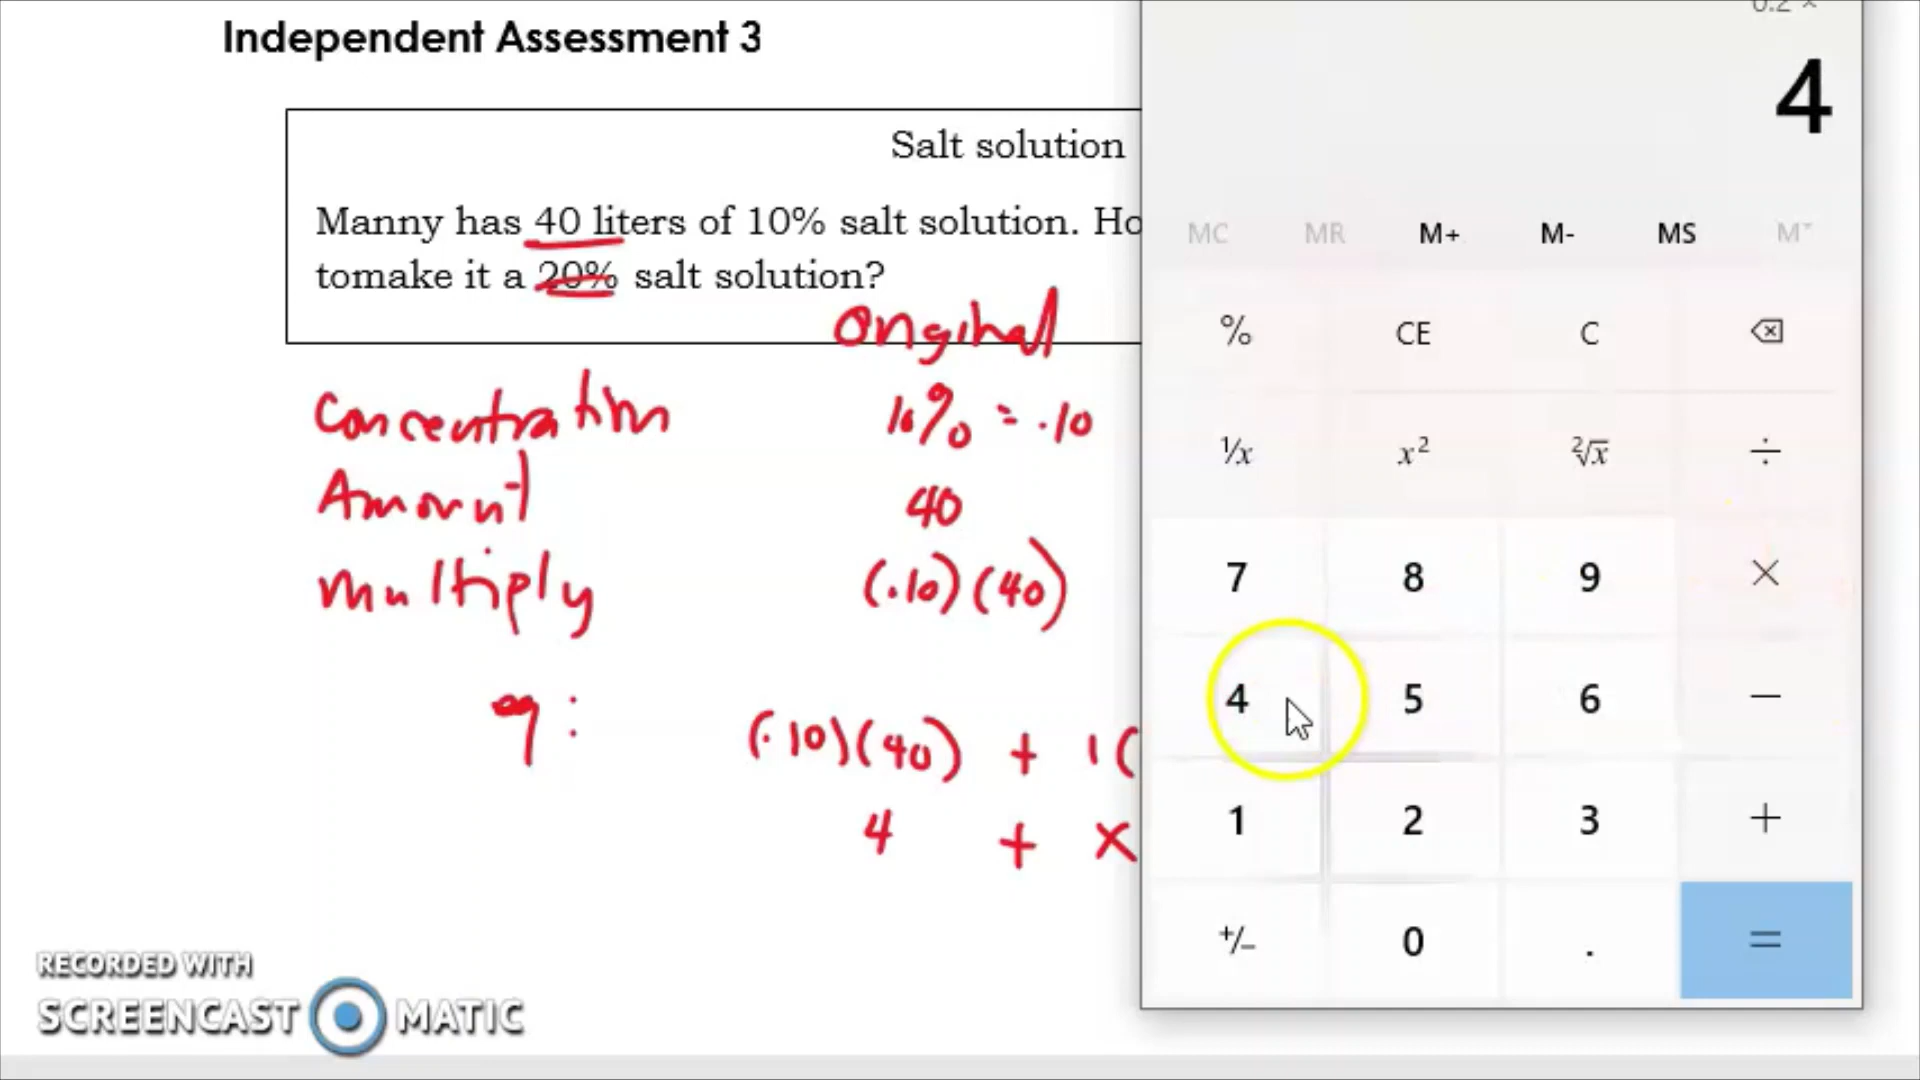 Independent Assessment 3
Salt solution
Manny has 40 liters of 10% salt solution. Ho
tomake it a 20% salt solution?
Original
Concentration 10% = .10
Amount 40
Multiply (.10)(40)
(.10)(40) + 1(
4 + x
0.2 ×
4
MC MR M+ M- MS M˅
% CE C
¹/x x² ²√x ÷
7 8 9 ×
4 5 6 −
1 2 3 +
+/− 0 . =
RECORDED WITH
SCREENCAST MATIC